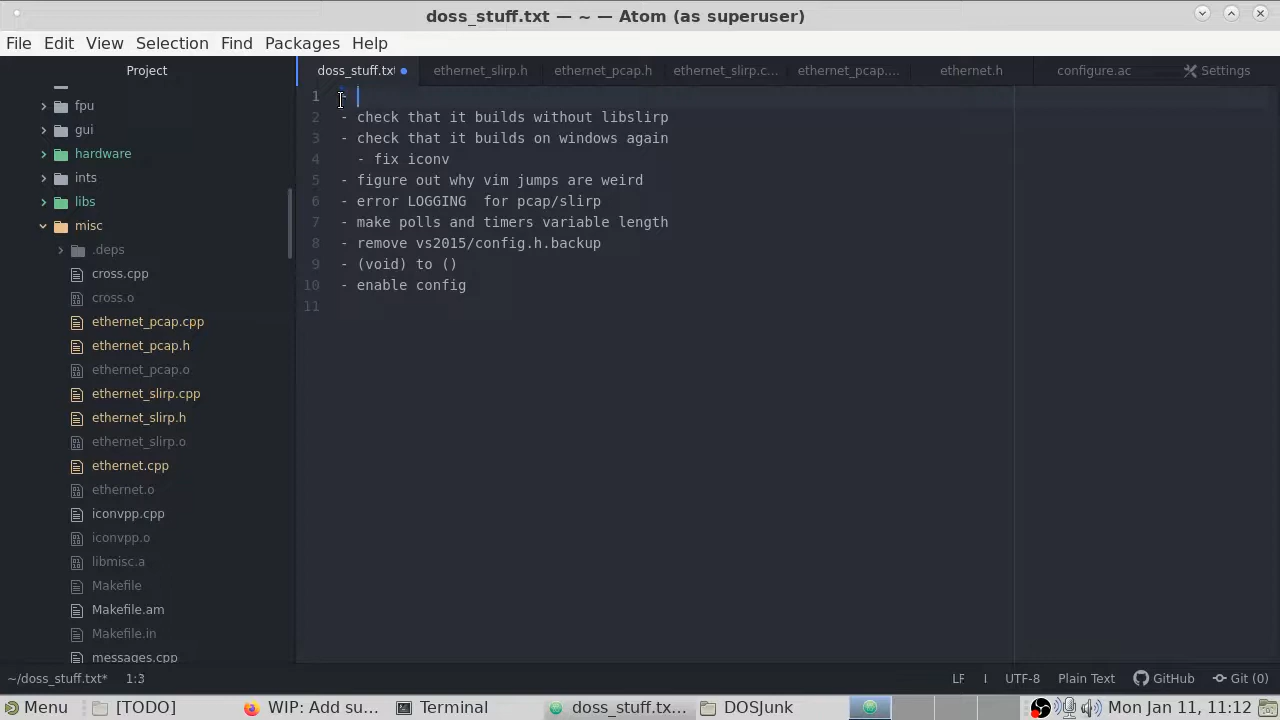 doss_stuff.txt — ~ — Atom (as superuser)
File Edit View Selection Find Packages Help
Project
doss_stuff.txt ethernet_slirp.h ethernet_pcap.h ethernet_slirp.c... ethernet_pcap.... ethernet.h configure.ac Settings
fpu
gui
hardware
ints
libs
misc
.deps
cross.cpp
cross.o
ethernet_pcap.cpp
ethernet_pcap.h
ethernet_pcap.o
ethernet_slirp.cpp
ethernet_slirp.h
ethernet_slirp.o
ethernet.cpp
ethernet.o
iconvpp.cpp
iconvpp.o
libmisc.a
Makefile
Makefile.am
Makefile.in
messages.cpp
1 -
2 - check that it builds without libslirp
3 - check that it builds on windows again
4 - fix iconv
5 - figure out why vim jumps are weird
6 - error LOGGING  for pcap/slirp
7 - make polls and timers variable length
8 - remove vs2015/config.h.backup
9 - (void) to ()
10 - enable config
11
~/doss_stuff.txt* 1:3 LF I UTF-8 Plain Text GitHub Git (0)
Menu [TODO] WIP: Add su... Terminal doss_stuff.tx... DOSJunk Mon Jan 11, 11:12